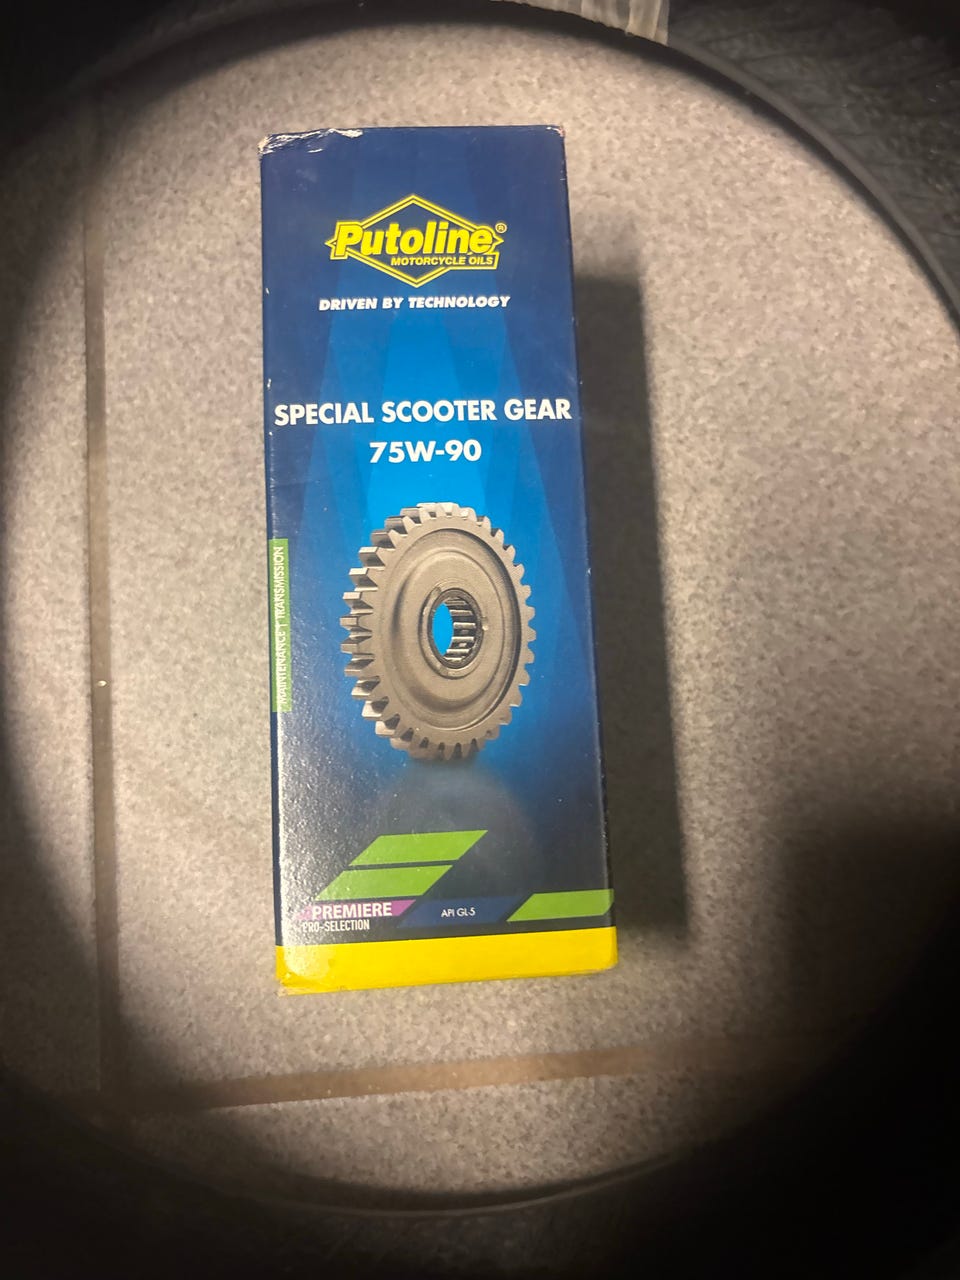 Putoline®
MOTORCYCLE OILS
DRIVEN BY TECHNOLOGY
SPECIAL SCOOTER GEAR
75W-90
MAINTENANCE / TRANSMISSION
PREMIERE
PRO-SELECTION
API GL-5